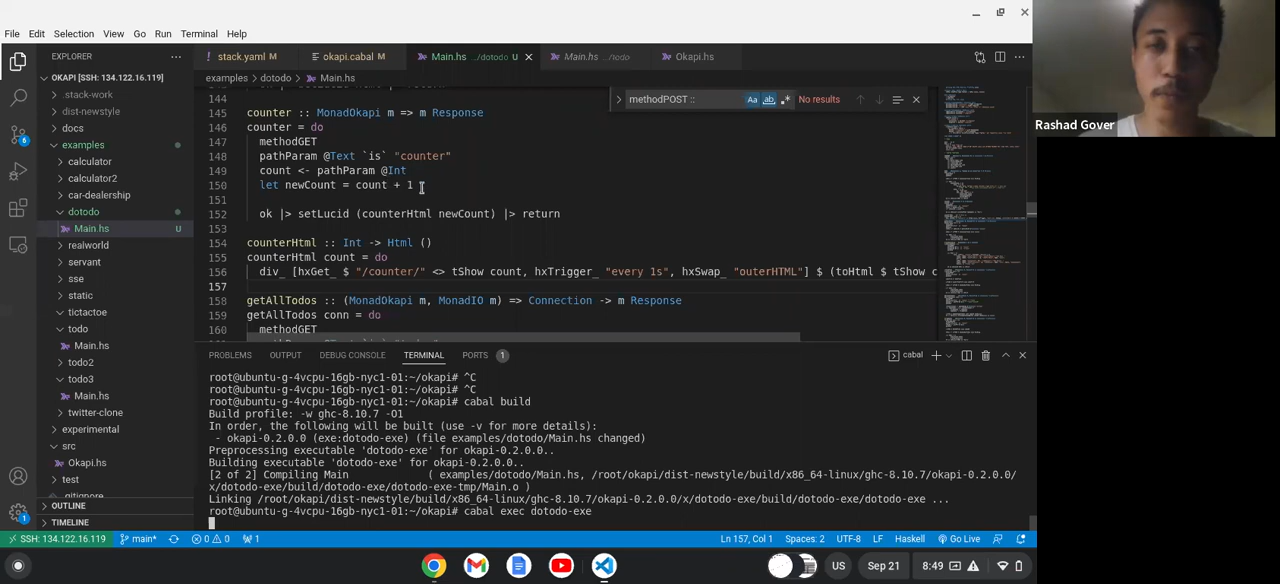 File Edit Selection View Go Run Terminal Help
EXPLORER
stack.yaml M
okapi.cabal M
Main.hs .../dotodo U
Main.hs .../todo
Okapi.hs
OKAPI [SSH: 134.122.16.119]
.stack-work
dist-newstyle
docs
examples
calculator
calculator2
car-dealership
dotodo
Main.hs U
realworld
servant
sse
static
tictactoe
todo
Main.hs
todo2
todo3
Main.hs
twitter-clone
experimental
src
Okapi.hs
test
.gitignore
OUTLINE
TIMELINE
examples > dotodo > Main.hs
methodPOST ::
Aa
ab
No results
144
145 counter :: MonadOkapi m => m Response
146 counter = do
147 methodGET
148 pathParam @Text `is` "counter"
149 count <- pathParam @Int
150 let newCount = count + 1
151
152 ok |> setLucid (counterHtml newCount) |> return
153
154 counterHtml :: Int -> Html ()
155 counterHtml count = do
156 div_ [hxGet_ $ "/counter/" <> tShow count, hxTrigger_ "every 1s", hxSwap_ "outerHTML"] $ (toHtml $ tShow c
157
158 getAllTodos :: (MonadOkapi m, MonadIO m) => Connection -> m Response
159 getAllTodos conn = do
160 methodGET
PROBLEMS OUTPUT DEBUG CONSOLE TERMINAL PORTS 1
cabal
root@ubuntu-g-4vcpu-16gb-nyc1-01:~/okapi# ^C
root@ubuntu-g-4vcpu-16gb-nyc1-01:~/okapi# ^C
root@ubuntu-g-4vcpu-16gb-nyc1-01:~/okapi# cabal build
Build profile: -w ghc-8.10.7 -O1
In order, the following will be built (use -v for more details):
- okapi-0.2.0.0 (exe:dotodo-exe) (file examples/dotodo/Main.hs changed)
Preprocessing executable 'dotodo-exe' for okapi-0.2.0.0..
Building executable 'dotodo-exe' for okapi-0.2.0.0..
[2 of 2] Compiling Main ( examples/dotodo/Main.hs, /root/okapi/dist-newstyle/build/x86_64-linux/ghc-8.10.7/okapi-0.2.0.0/
x/dotodo-exe/build/dotodo-exe/dotodo-exe-tmp/Main.o )
Linking /root/okapi/dist-newstyle/build/x86_64-linux/ghc-8.10.7/okapi-0.2.0.0/x/dotodo-exe/build/dotodo-exe/dotodo-exe ...
root@ubuntu-g-4vcpu-16gb-nyc1-01:~/okapi# cabal exec dotodo-exe
SSH: 134.122.16.119 main* 0 0 1 Ln 157, Col 1 Spaces: 2 UTF-8 LF Haskell Go Live
US Sep 21 8:49
6
1
Rashad Gover